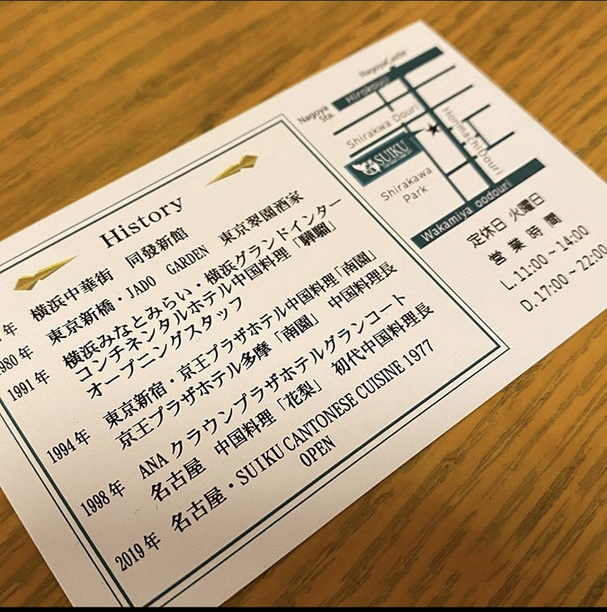 History
年 横浜中華街 同發新館
980年 東京新橋・JADO GARDEN 東京翠園酒家
1991年 横浜みなとみらい・横浜グランドインター
コンチネンタルホテル中国料理「驊騮」
オープニングスタッフ
1994年 東京新宿・京王プラザホテル中国料理「南園」
京王プラザホテル多摩「南園」 中国料理長
1998年 ANAクラウンプラザホテルグランコート
名古屋 中国料理「花梨」 初代中国料理長
2019年 名古屋・SUIKU CANTONESE CUISINE 1977
OPEN
NagoyaCastle
Nagoya
Sta.
Hirokouji
Shirakwa Douri
HonmachiDouri
SUIKU
Shirakawa
Park
Wakamiya oodouri
定休日 火曜日
営業時間
L.11:00~14:00
D.17:00~22:00